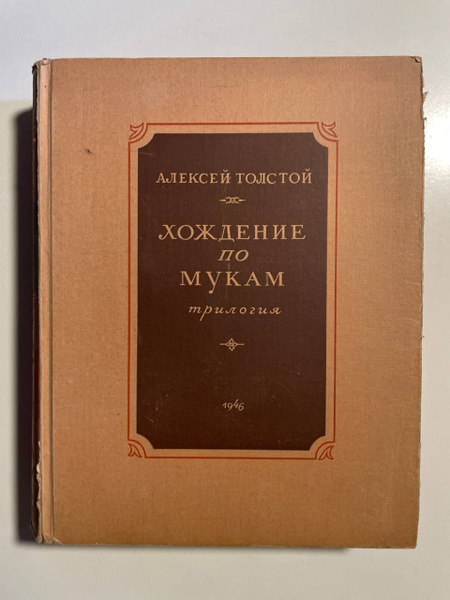 АЛЕКСЕЙ ТОЛСТОЙ
ХОЖДЕНИЕ
ПО
МУКАМ
трилогия
1946